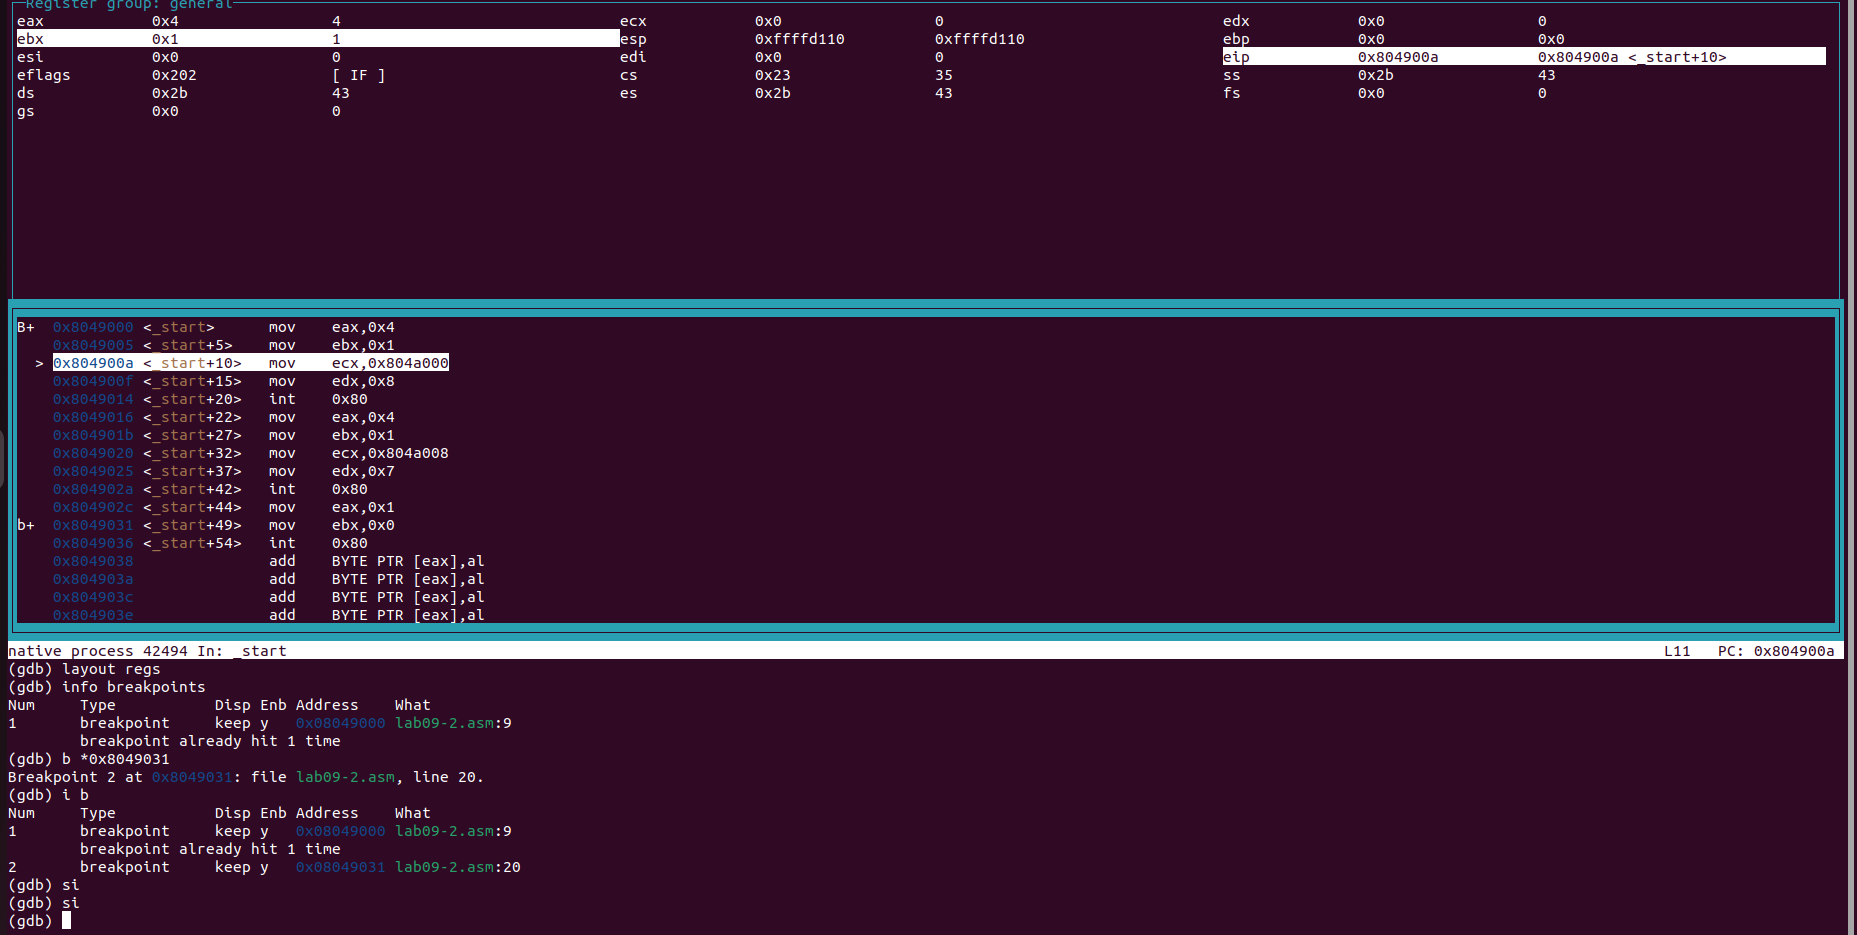 Register group: general
eax 0x4 4 ecx 0x0 0 edx 0x0 0
ebx 0x1 1 esp 0xffffd110 0xffffd110 ebp 0x0 0x0
esi 0x0 0 edi 0x0 0 eip 0x804900a 0x804900a <_start+10>
eflags 0x202 [ IF ] cs 0x23 35 ss 0x2b 43
ds 0x2b 43 es 0x2b 43 fs 0x0 0
gs 0x0 0
B+ 0x8049000 <_start> mov eax,0x4
0x8049005 <_start+5> mov ebx,0x1
> 0x804900a <_start+10> mov ecx,0x804a000
0x804900f <_start+15> mov edx,0x8
0x8049014 <_start+20> int 0x80
0x8049016 <_start+22> mov eax,0x4
0x804901b <_start+27> mov ebx,0x1
0x8049020 <_start+32> mov ecx,0x804a008
0x8049025 <_start+37> mov edx,0x7
0x804902a <_start+42> int 0x80
0x804902c <_start+44> mov eax,0x1
b+ 0x8049031 <_start+49> mov ebx,0x0
0x8049036 <_start+54> int 0x80
0x8049038 add BYTE PTR [eax],al
0x804903a add BYTE PTR [eax],al
0x804903c add BYTE PTR [eax],al
0x804903e add BYTE PTR [eax],al
native process 42494 In: _start L11 PC: 0x804900a
(gdb) layout regs
(gdb) info breakpoints
Num Type Disp Enb Address What
1 breakpoint keep y 0x08049000 lab09-2.asm:9
breakpoint already hit 1 time
(gdb) b *0x8049031
Breakpoint 2 at 0x8049031: file lab09-2.asm, line 20.
(gdb) i b
Num Type Disp Enb Address What
1 breakpoint keep y 0x08049000 lab09-2.asm:9
breakpoint already hit 1 time
2 breakpoint keep y 0x08049031 lab09-2.asm:20
(gdb) si
(gdb) si
(gdb)